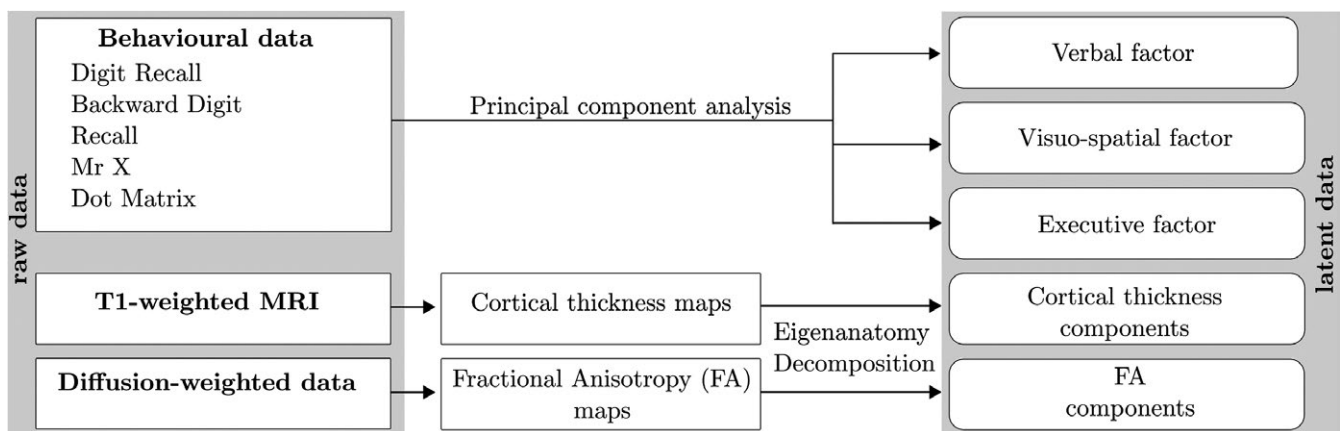 Behavioural data
Digit Recall
Backward Digit
Recall
Mr X
Dot Matrix
raw data
T1-weighted MRI
Diffusion-weighted data
Principal component analysis
Cortical thickness maps
Fractional Anisotropy (FA)
maps
Eigenanatomy
Decomposition
Verbal factor
Visuo-spatial factor
Executive factor
Cortical thickness
components
FA
components
latent data